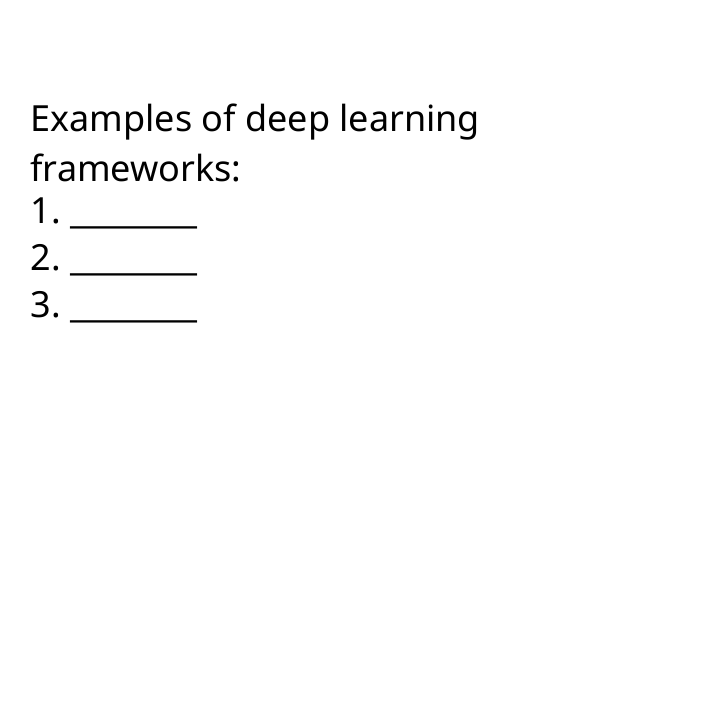 Examples of deep learning
frameworks:
1. ________
2. ________
3. ________